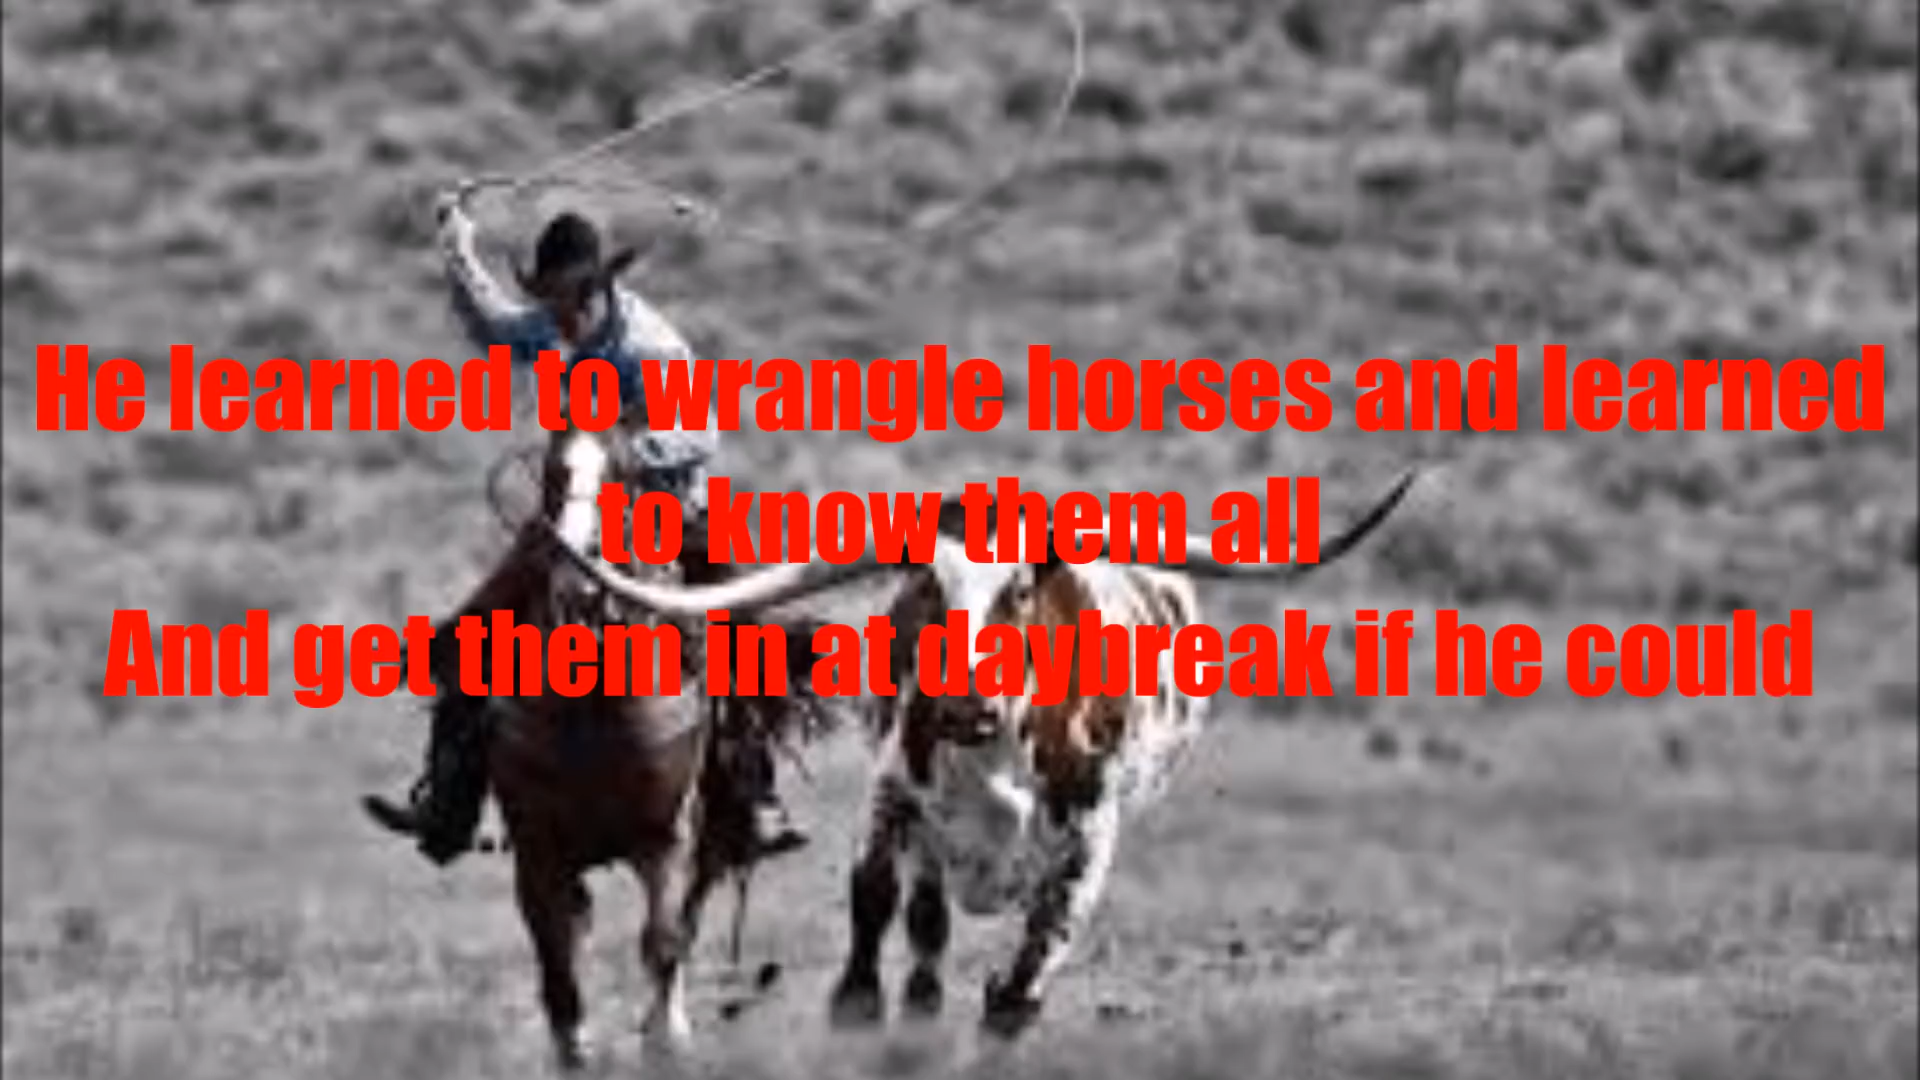 He learned to wrangle horses and learned
to know them all
And get them in at daybreak if he could